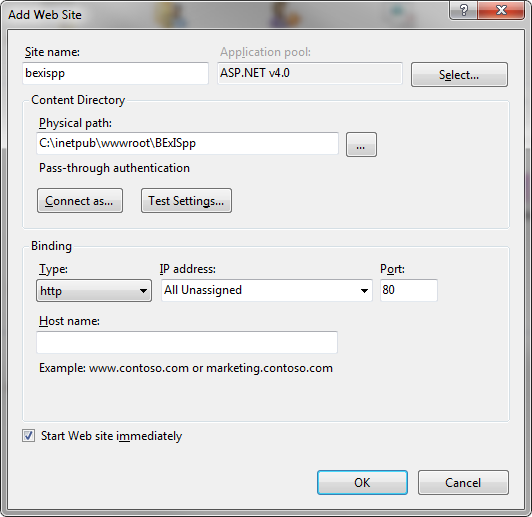 Add Web Site
Site name: Application pool:
bexispp ASP.NET v4.0 Select...
Content Directory
Physical path:
C:\inetpub\wwwroot\BExISpp ...
Pass-through authentication
Connect as... Test Settings...
Binding
Type: IP address: Port:
http All Unassigned 80
Host name:
Example: www.contoso.com or marketing.contoso.com
Start Web site immediately
OK Cancel